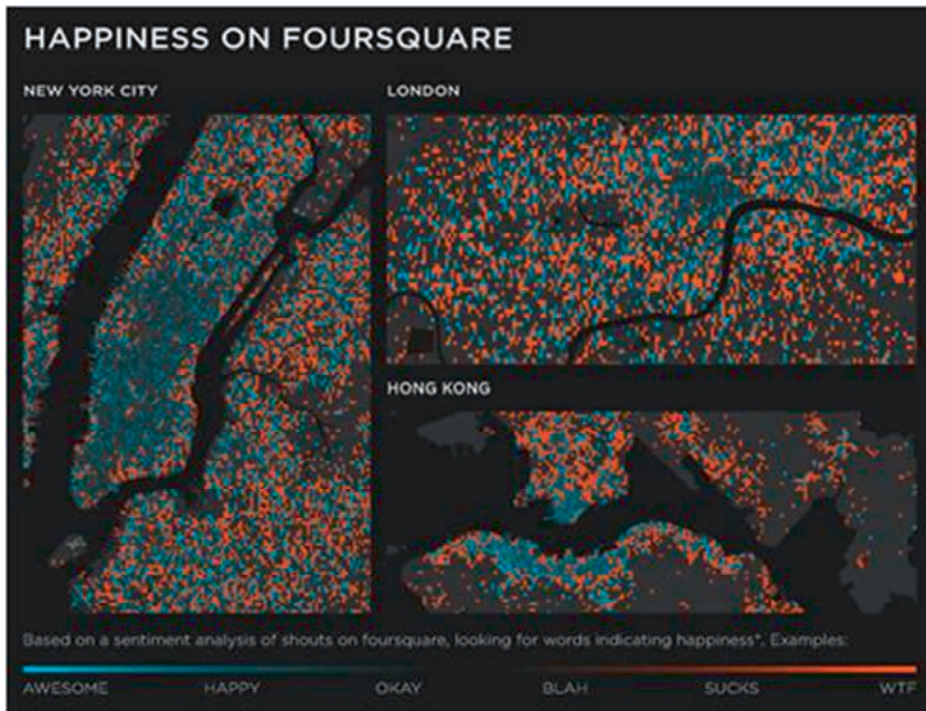 HAPPINESS ON FOURSQUARE
NEW YORK CITY
LONDON
HONG KONG
Based on a sentiment analysis of shouts on foursquare, looking for words indicating happiness*. Examples:
AWESOME HAPPY OKAY BLAH SUCKS WTF